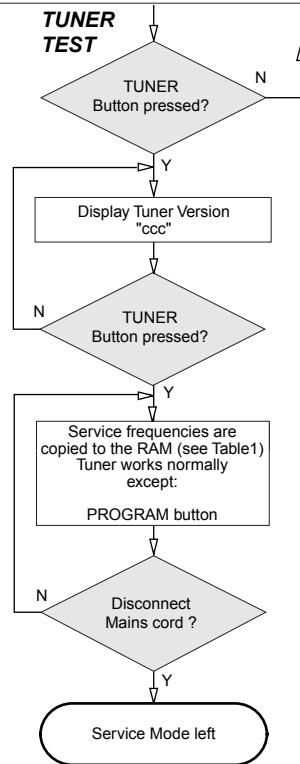 TUNER
TEST
TUNER
Button pressed?
N
Y
Display Tuner Version
"ccc"
N
TUNER
Button pressed?
Y
Service frequencies are
copied to the RAM (see Table1)
Tuner works normally
except:
PROGRAM button
N
Disconnect
Mains cord ?
Y
Service Mode left